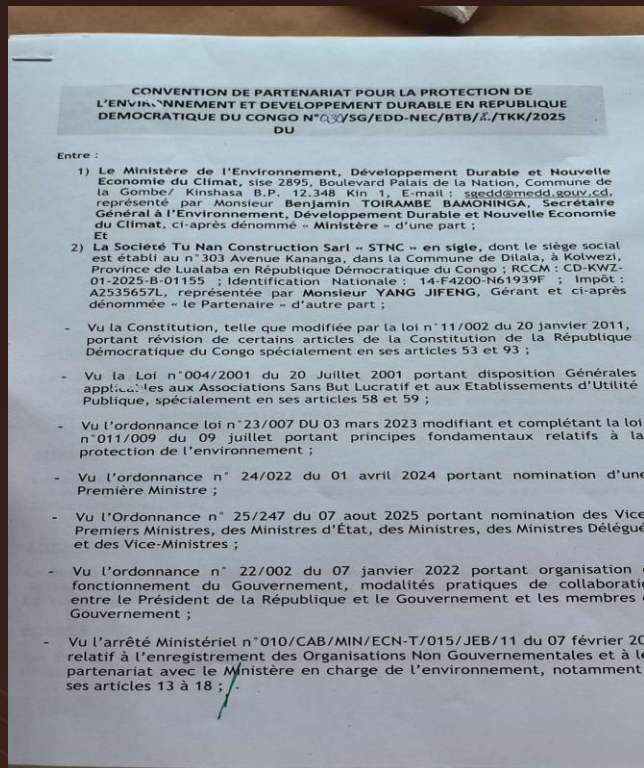 CONVENTION DE PARTENARIAT POUR LA PROTECTION DE
L'ENVIRONNEMENT ET DEVELOPPEMENT DURABLE EN REPUBLIQUE
DEMOCRATIQUE DU CONGO N°030/SG/EDD-NEC/BTB/ /TKK/2025
DU
Entre :
1) Le Ministère de l'Environnement, Développement Durable et Nouvelle
Economie du Climat, sise 2895, Boulevard Palais de la Nation, Commune de
la Gombe/ Kinshasa B.P. 12.348 Kin 1, E-mail : sgedd@medd.gouv.cd,
représenté par Monsieur Benjamin TOIRAMBE BAMONINGA, Secrétaire
Général à l'Environnement, Développement Durable et Nouvelle Economie
du Climat, ci-après dénommé « Ministère » d'une part ;
Et
2) La Société Tu Nan Construction Sarl « STNC » en sigle, dont le siège social
est établi au n°303 Avenue Kananga, dans la Commune de Dilala, à Kolwezi,
Province de Lualaba en République Démocratique du Congo ; RCCM : CD-KWZ-
01-2025-B-01155 ; Identification Nationale : 14-F4200-N61939F ; Impôt :
A2535657L, représentée par Monsieur YANG JIFENG, Gérant et ci-après
dénommée « le Partenaire » d'autre part ;
- Vu la Constitution, telle que modifiée par la loi n°11/002 du 20 janvier 2011,
portant révision de certains articles de la Constitution de la République
Démocratique du Congo spécialement en ses articles 53 et 93 ;
- Vu la Loi n°004/2001 du 20 Juillet 2001 portant disposition Générales
applicables aux Associations Sans But Lucratif et aux Etablissements d'Utilité
Publique, spécialement en ses articles 58 et 59 ;
- Vu l'ordonnance loi n°23/007 DU 03 mars 2023 modifiant et complétant la loi
n°011/009 du 09 juillet portant principes fondamentaux relatifs à la
protection de l'environnement ;
- Vu l'ordonnance n° 24/022 du 01 avril 2024 portant nomination d'une
Première Ministre ;
- Vu l'Ordonnance n° 25/247 du 07 aout 2025 portant nomination des Vice
Premiers Ministres, des Ministres d'État, des Ministres, des Ministres Délégué
et des Vice-Ministres ;
- Vu l'ordonnance n° 22/002 du 07 janvier 2022 portant organisation
fonctionnement du Gouvernement, modalités pratiques de collaborati
entre le Président de la République et le Gouvernement et les membres
Gouvernement ;
- Vu l'arrêté Ministériel n°010/CAB/MIN/ECN-T/015/JEB/11 du 07 février 20
relatif à l'enregistrement des Organisations Non Gouvernementales et à le
partenariat avec le Ministère en charge de l'environnement, notamment
ses articles 13 à 18 ;